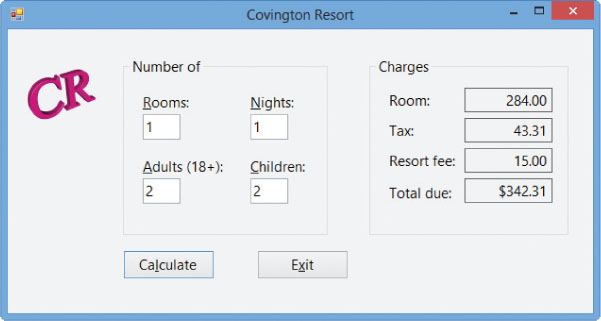 Covington Resort
CR
Number of
Rooms:
Nights:
1
1
Adults (18+):
Children:
2
2
Charges
Room:
284.00
Tax:
43.31
Resort fee:
15.00
Total due:
$342.31
Calculate
Exit